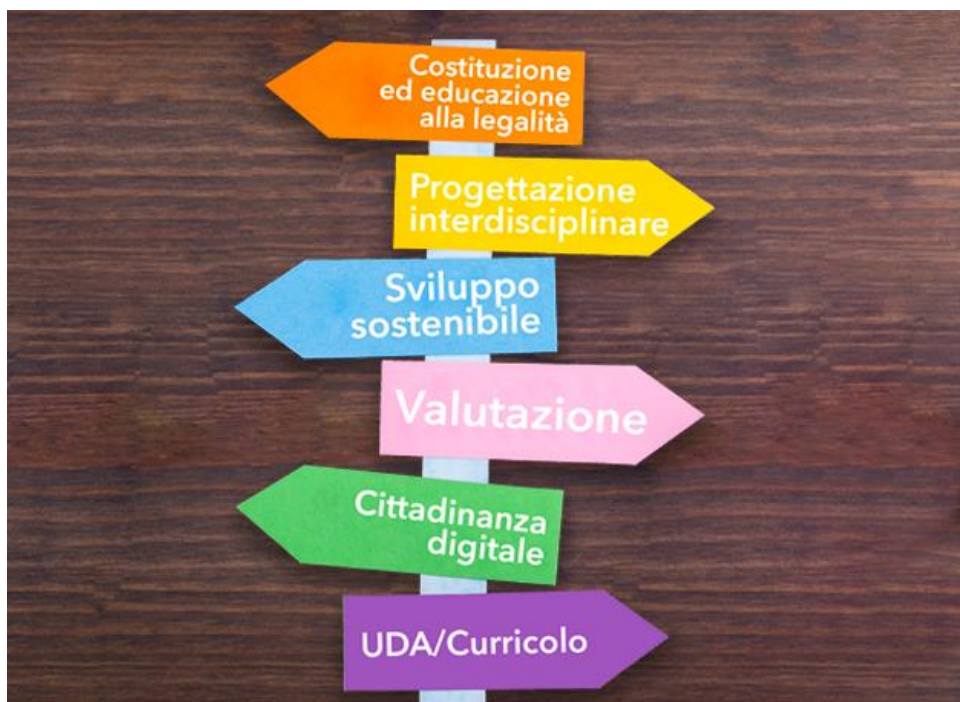 Costituzione
ed educazione
alla legalità
Progettazione
interdisciplinare
Sviluppo
sostenibile
Valutazione
Cittadinanza
digitale
UDA/Curricolo